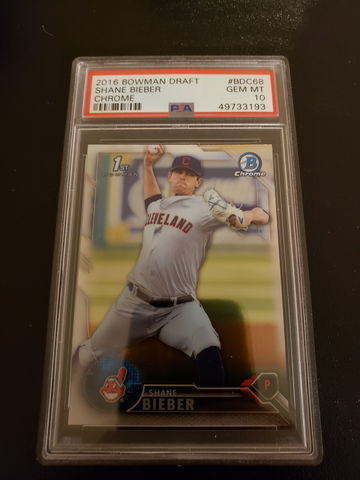 2016 BOWMAN DRAFT #BDC68
SHANE BIEBER GEM MT
CHROME 10
PSA 49733193
1ST
BOWMAN
B
Chrome
C
CLEVELAND
SHANE
BIEBER
P